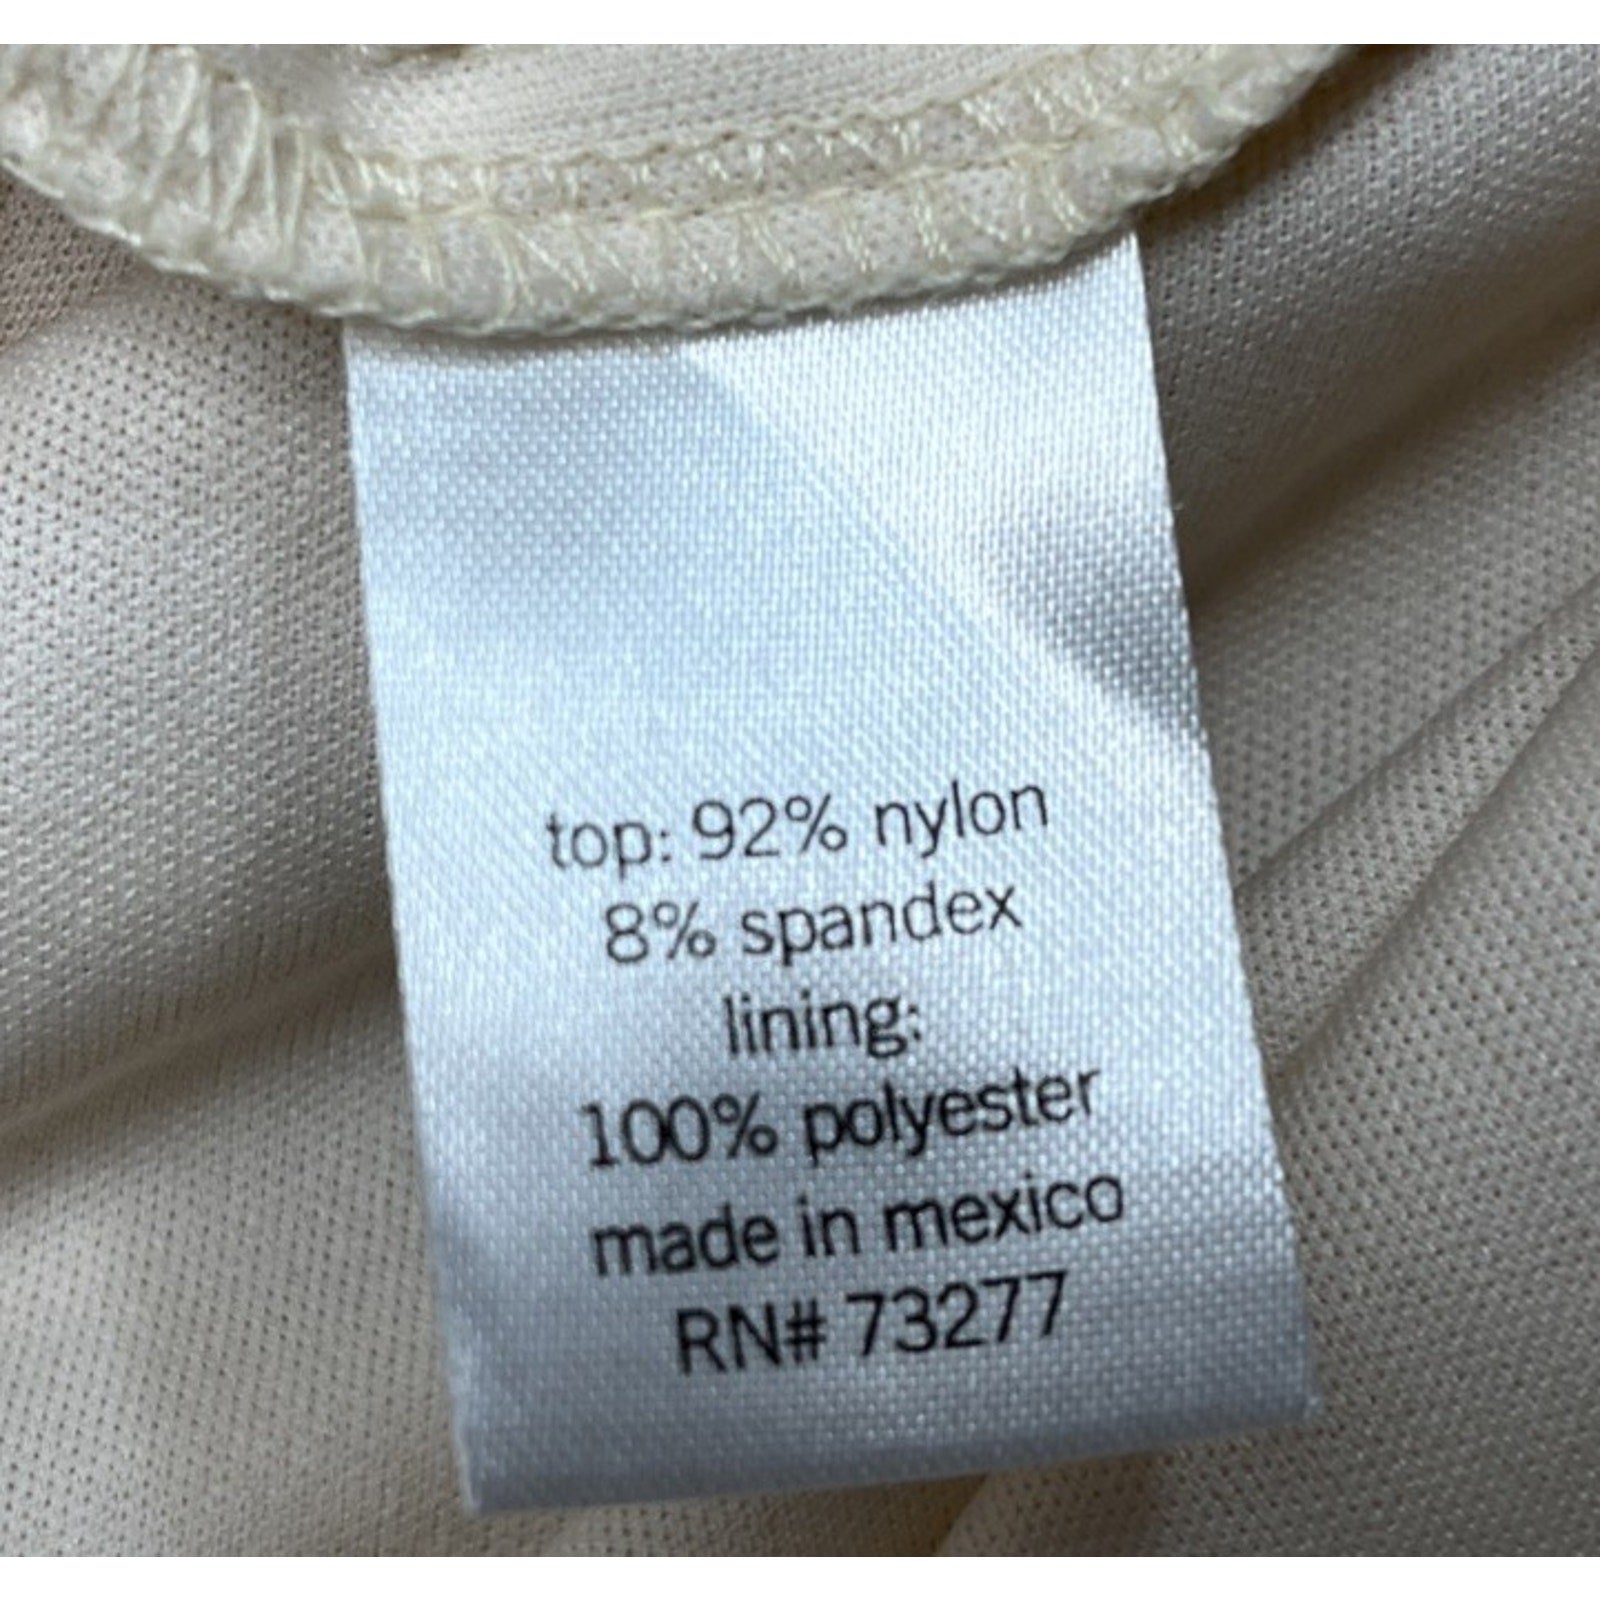 top: 92% nylon
8% spandex
lining:
100% polyester
made in mexico
RN# 73277